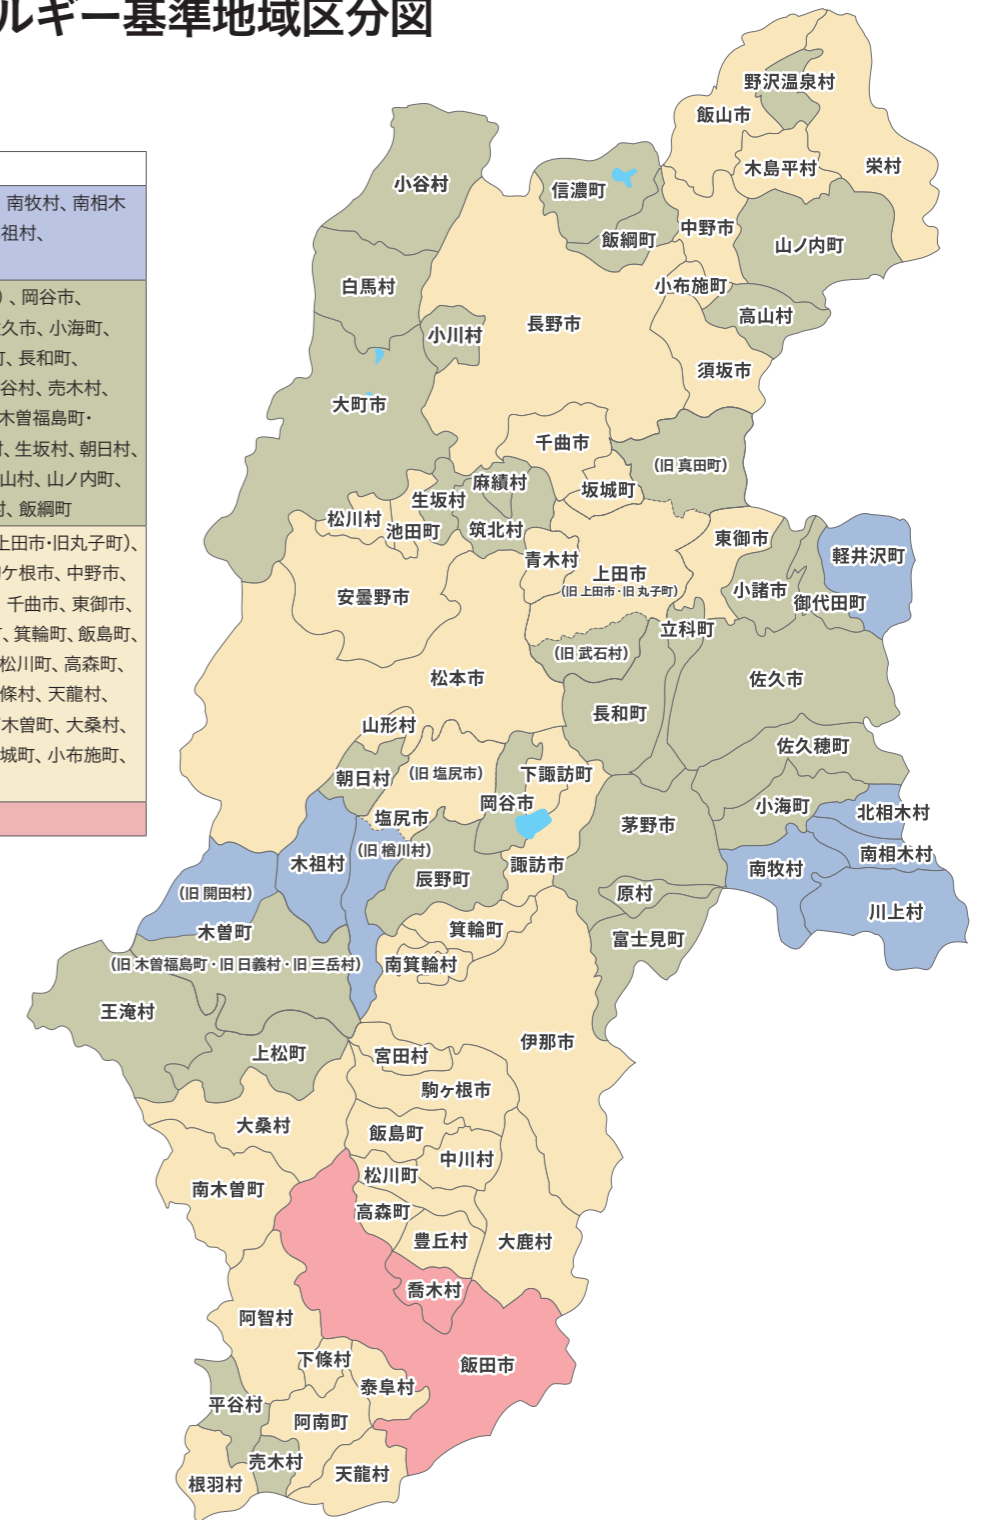 ルギー基準地域区分図
南牧村、南相木
祖村、
）、岡谷市、
久市、小海町、
町、長和町、
谷村、売木村、
木曽福島町・
村、生坂村、朝日村、
山村、山ノ内町、
村、飯綱町
上田市・旧丸子町）、
ヶ根市、中野市、
千曲市、東御市、
、箕輪町、飯島町、
松川町、高森町、
條村、天龍村、
木曽町、大桑村、
城町、小布施町、
野沢温泉村
飯山市
木島平村
栄村
小谷村
信濃町
中野市
飯綱町
山ノ内町
白馬村
小布施町
高山村
長野市
小川村
須坂市
大町市
千曲市
（旧 真田町）
麻績村
坂城町
生坂村
松川村
池田町
筑北村
東御市
青木村
軽井沢町
上田市
（旧 上田市・旧 丸子町）
小諸市
御代田町
安曇野市
立科町
（旧 武石村）
松本市
佐久市
長和町
山形村
佐久穂町
朝日村
（旧 塩尻市）
下諏訪町
岡谷市
小海町
北相木村
塩尻市
茅野市
（旧 楢川村）
南相木村
木祖村
諏訪市
南牧村
辰野町
（旧 開田村）
原村
川上村
木曽町
箕輪町
富士見町
（旧 木曽福島町・旧 日義村・旧 三岳村）
南箕輪村
王滝村
伊那市
上松町
宮田村
駒ヶ根市
大桑村
飯島町
中川村
松川町
南木曽町
高森町
豊丘村
大鹿村
喬木村
阿智村
下條村
飯田市
泰阜村
平谷村
阿南町
売木村
天龍村
根羽村